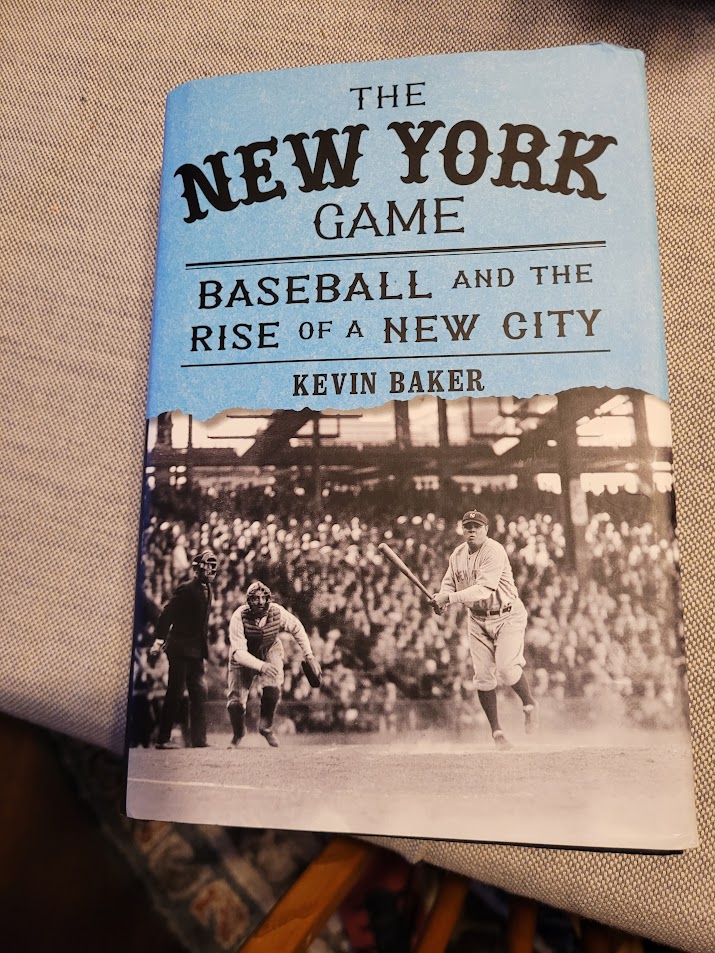 THE
NEW YORK
GAME
BASEBALL AND THE
RISE OF A NEW CITY
KEVIN BAKER